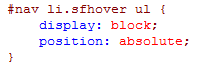 #nav li.sfhover ul {
    display: block;
    position: absolute;
}